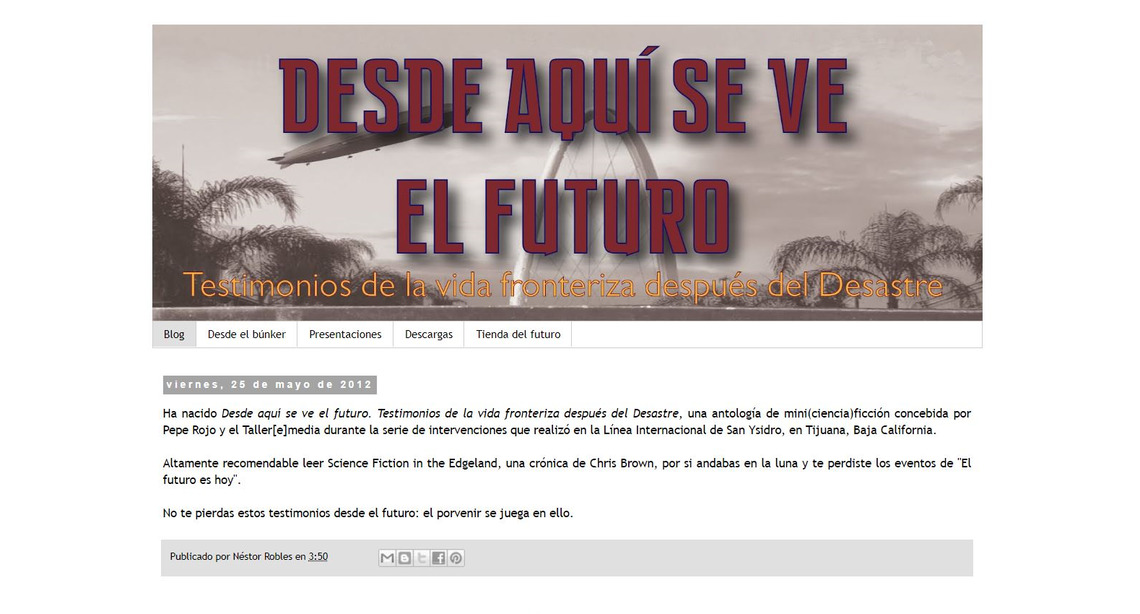 DESDE AQUÍ SE VE
EL FUTURO
Testimonios de la vida fronteriza después del Desastre
Blog
Desde el búnker
Presentaciones
Descargas
Tienda del futuro
viernes, 25 de mayo de 2012
Ha nacido Desde aquí se ve el futuro. Testimonios de la vida fronteriza después del Desastre, una antología de mini(ciencia)ficción concebida por
Pepe Rojo y el Taller[e]media durante la serie de intervenciones que realizó en la Línea Internacional de San Ysidro, en Tijuana, Baja California.
Altamente recomendable leer Science Fiction in the Edgeland, una crónica de Chris Brown, por si andabas en la luna y te perdiste los eventos de "El
futuro es hoy".
No te pierdas estos testimonios desde el futuro: el porvenir se juega en ello.
Publicado por Néstor Robles en 3:50